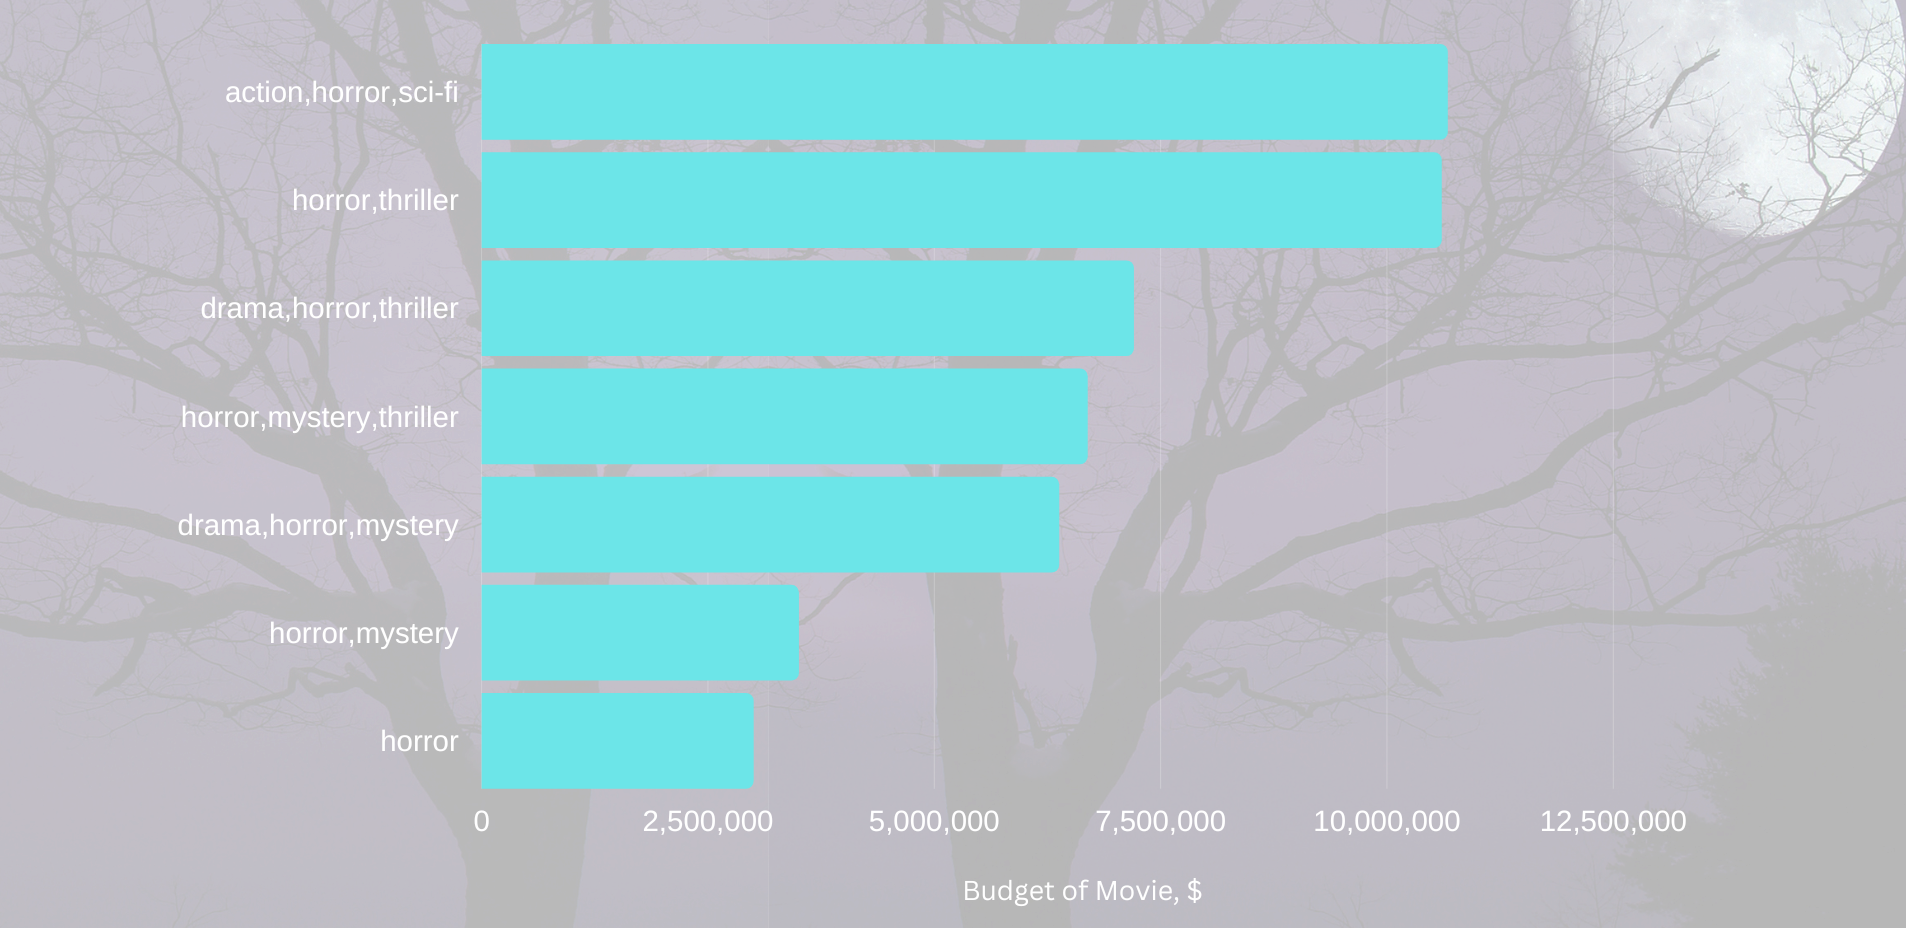 action,horror,sci-fi
horror,thriller
drama,horror,thriller
horror,mystery,thriller
drama,horror,mystery
horror,mystery
horror
0 2,500,000 5,000,000 7,500,000 10,000,000 12,500,000
Budget of Movie, $